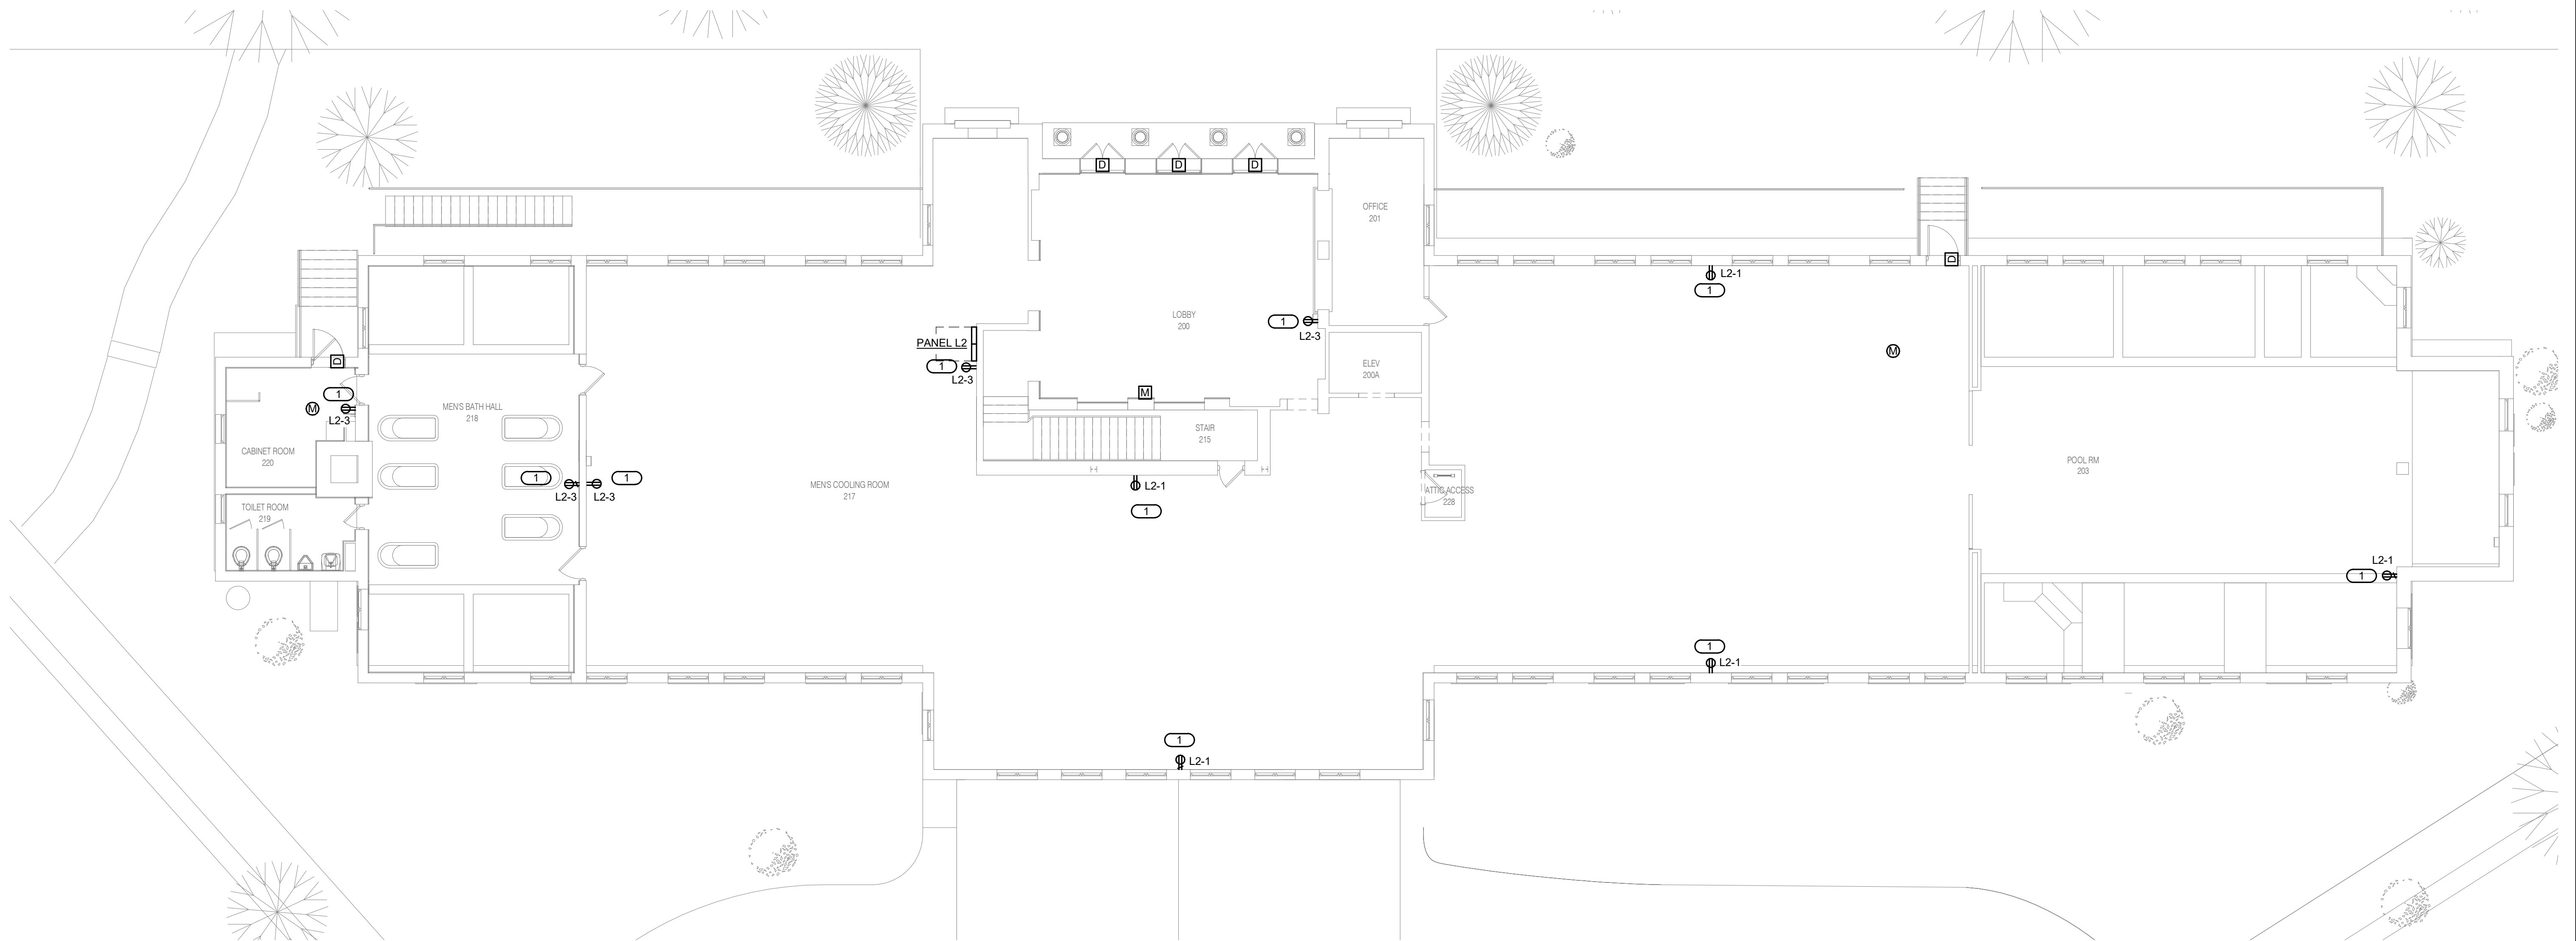 D
D
D
OFFICE
201
D
L2-1
1
LOBBY
200
1
L2-3
PANEL L2
1
L2-3
ELEV
200A
M
D
1
M
L2-3
M
MEN'S BATH HALL
218
STAIR
215
CABINET ROOM
220
POOL RM
203
1
1
L2-3
L2-3
MEN'S COOLING ROOM
217
L2-1
1
ATTIC ACCESS
228
TOILET ROOM
219
L2-1
1
1
L2-1
1
L2-1